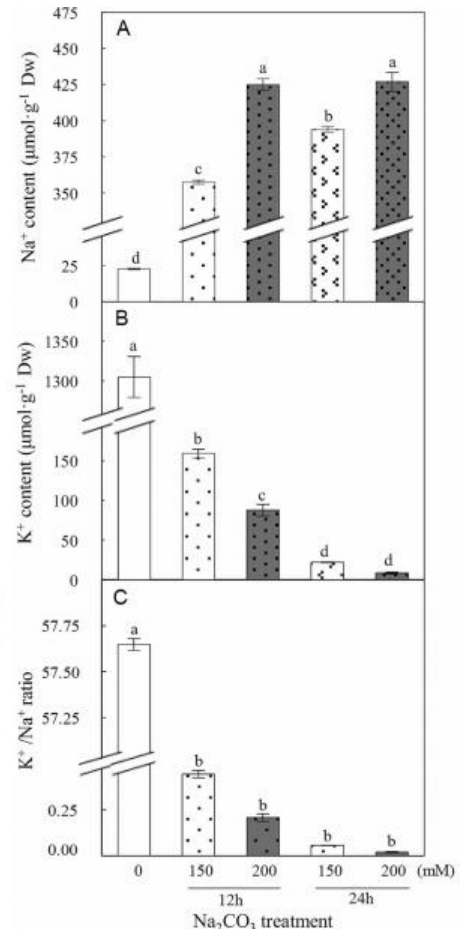 A
475
450
425
400
375
350
25
0
Na⁺ content (μmol·g⁻¹ Dw)
d
c
a
b
a
B
1350
1300
150
100
50
0
K⁺ content (μmol·g⁻¹ Dw)
a
b
c
d
d
C
57.75
57.50
57.25
0.25
0.00
K⁺ /Na⁺ ratio
a
b
b
b
b
0 150 200 150 200 (mM)
12h 24h
Na₂CO₃ treatment